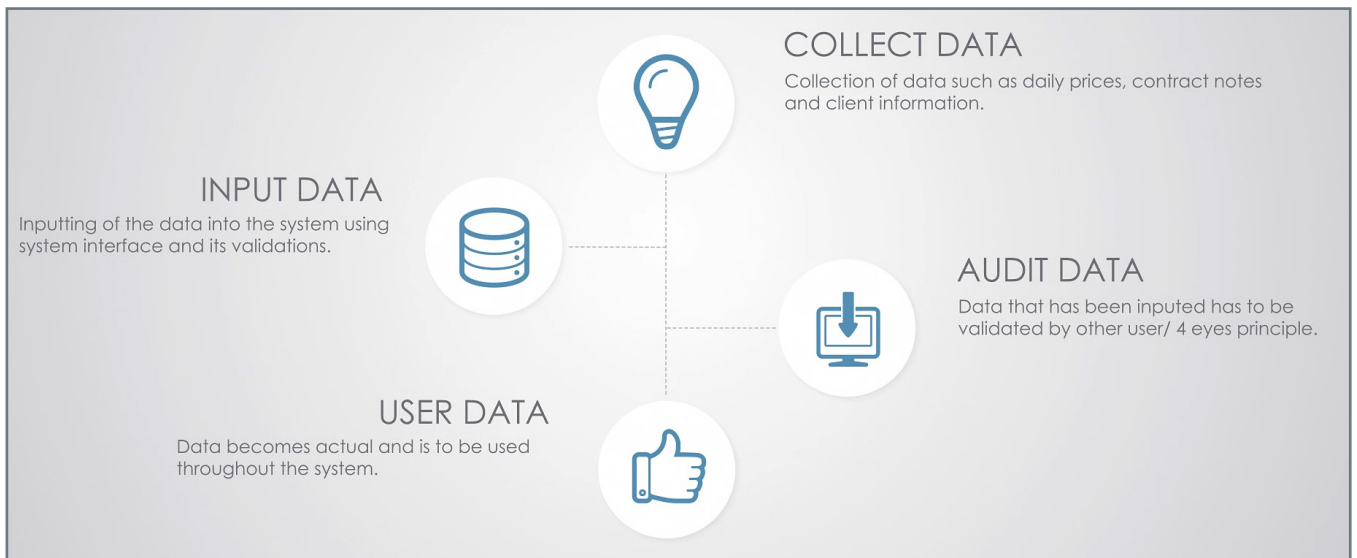 COLLECT DATA
Collection of data such as daily prices, contract notes
and client information.
INPUT DATA
Inputting of the data into the system using
system interface and its validations.
AUDIT DATA
Data that has been inputed has to be
validated by other user/ 4 eyes principle.
USER DATA
Data becomes actual and is to be used
throughout the system.